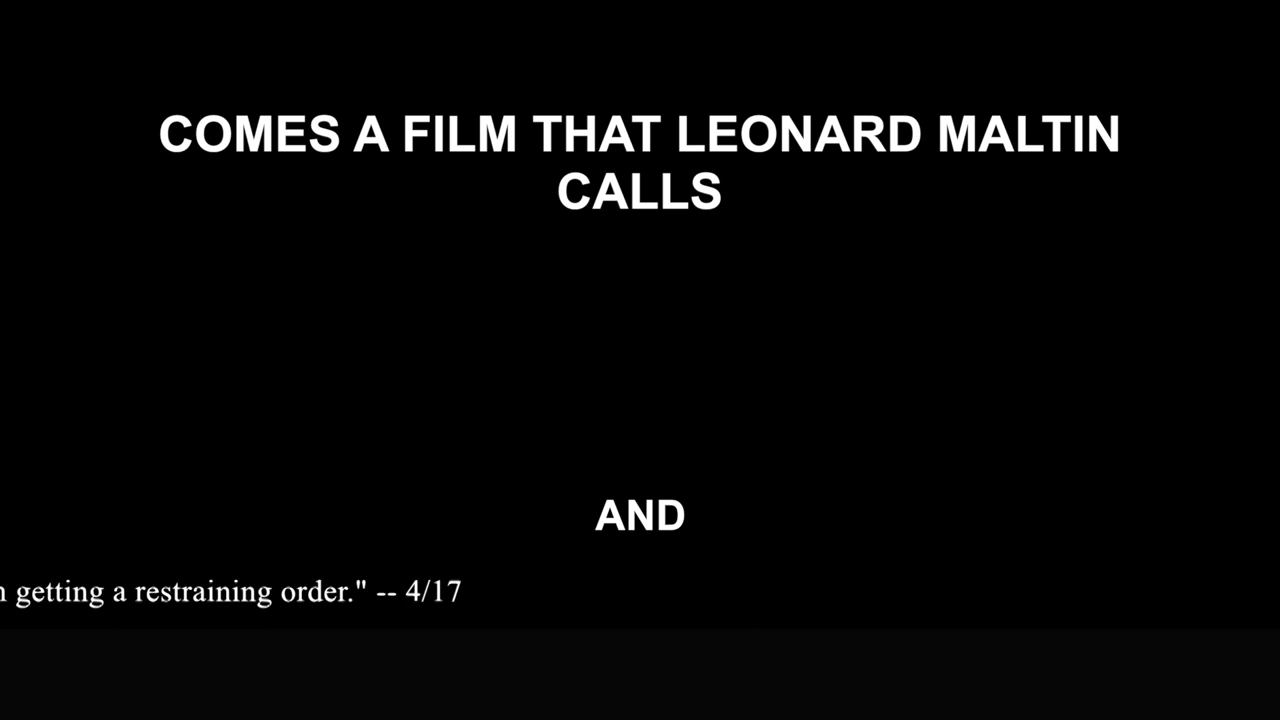 COMES A FILM THAT LEONARD MALTIN
CALLS
AND
getting a restraining order." -- 4/17